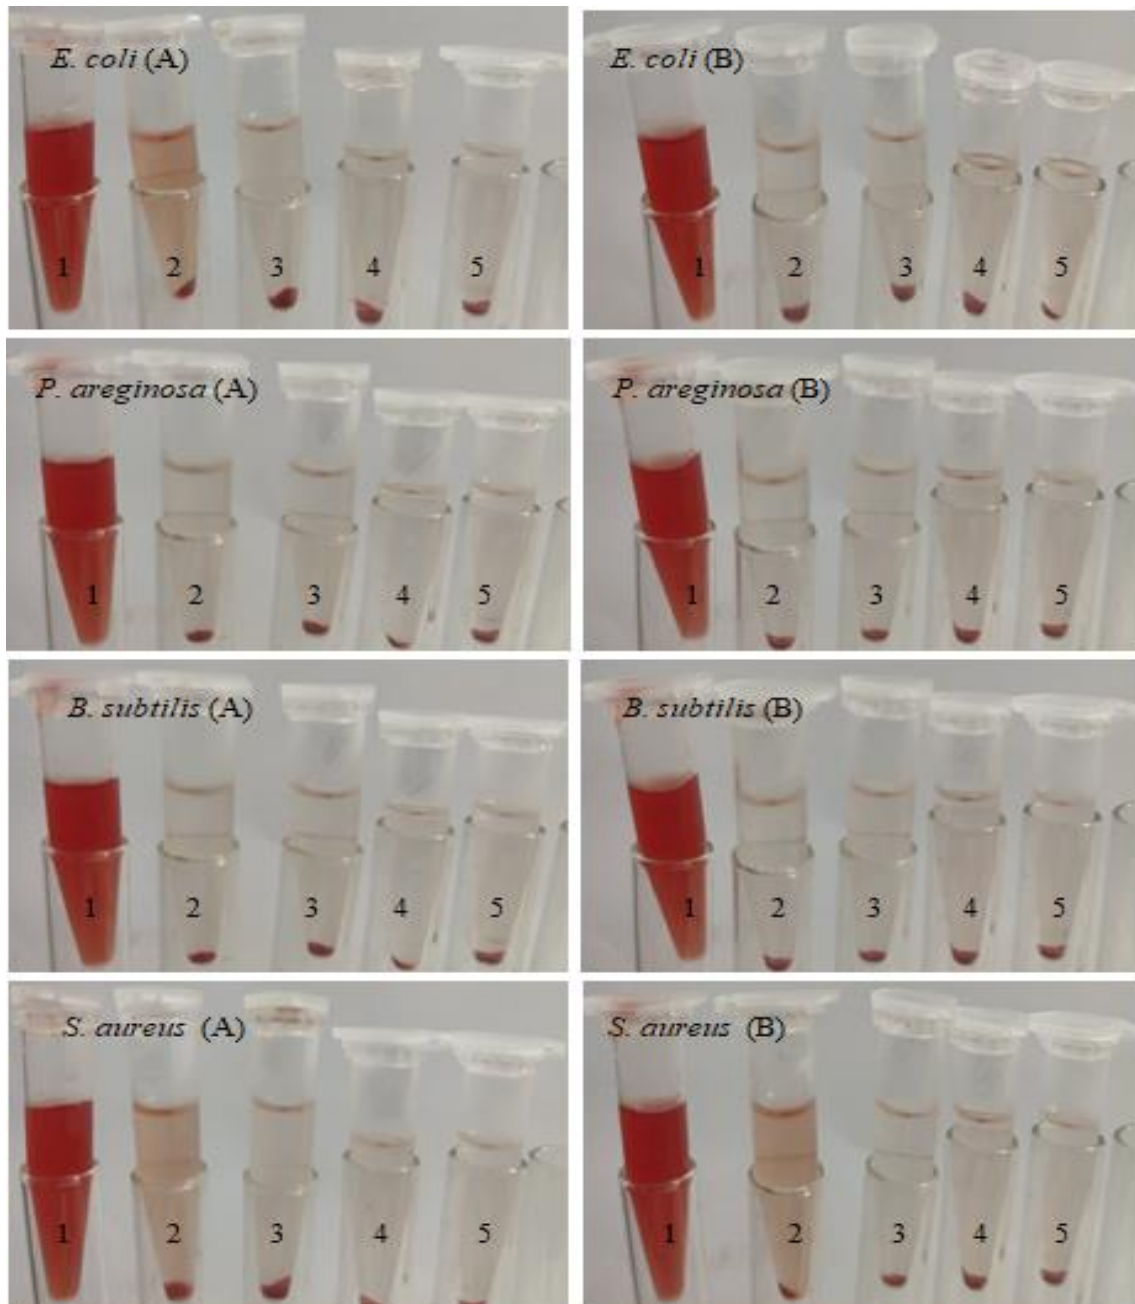 E. coli (A)
1 2 3 4 5
E. coli (B)
1 2 3 4 5
P. areginosa (A)
1 2 3 4 5
P. areginosa (B)
1 2 3 4 5
B. subtilis (A)
1 2 3 4 5
B. subtilis (B)
1 2 3 4 5
S. aureus (A)
1 2 3 4 5
S. aureus (B)
1 2 3 4 5